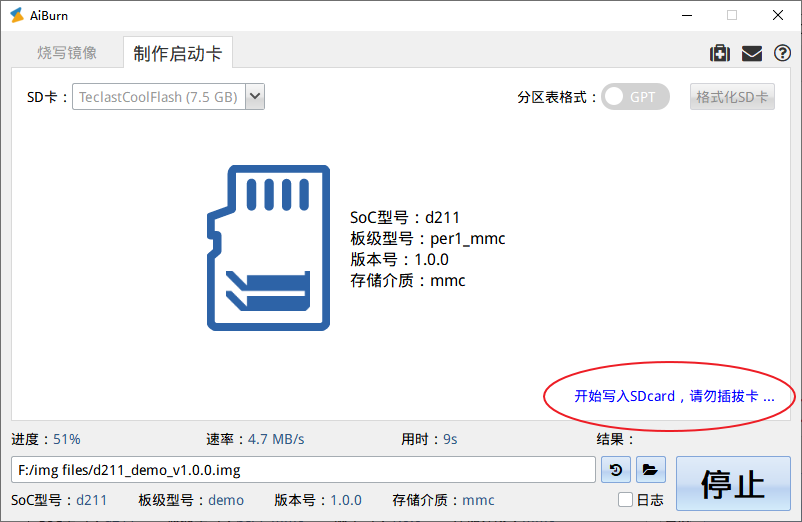 AiBurn
烧写镜像 制作启动卡
SD卡：TeclastCoolFlash (7.5 GB) 分区表格式： GPT 格式化SD卡
SoC型号：d211
板级型号：per1_mmc
版本号：1.0.0
存储介质：mmc
开始写入SDcard，请勿插拔卡 ...
进度：51% 速率：4.7 MB/s 用时：9s 结果：
F:/img files/d211_demo_v1.0.0.img
停止
SoC型号：d211 板级型号：demo 版本号：1.0.0 存储介质：mmc 日志